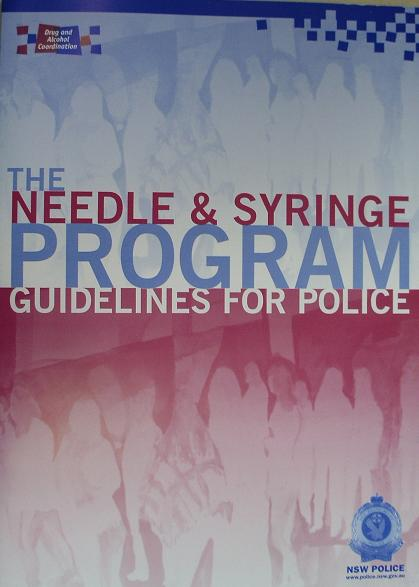 Drug and
Alcohol
Coordination
THE
NEEDLE & SYRINGE
PROGRAM
GUIDELINES FOR POLICE
NSW POLICE
www.police.nsw.gov.au